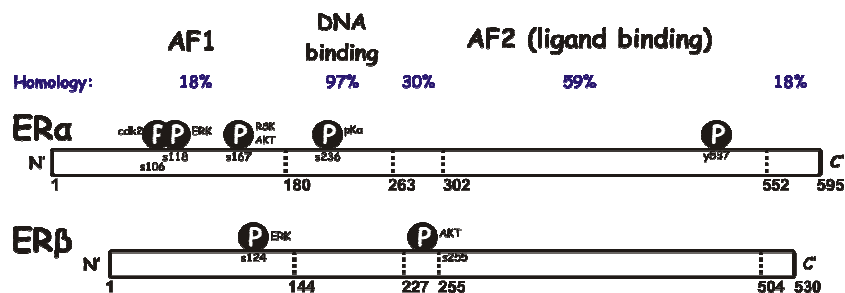 AF1 DNA binding AF2 (ligand binding)
Homology: 18% 97% 30% 59% 18%
ERα cdk2 P P ERK P RSK AKT P pKa P
s106 s118 s167 s236 y537
N' C'
1 180 263 302 552 595
ERβ P ERK P AKT
s124 s255
N' C'
1 144 227 255 504 530